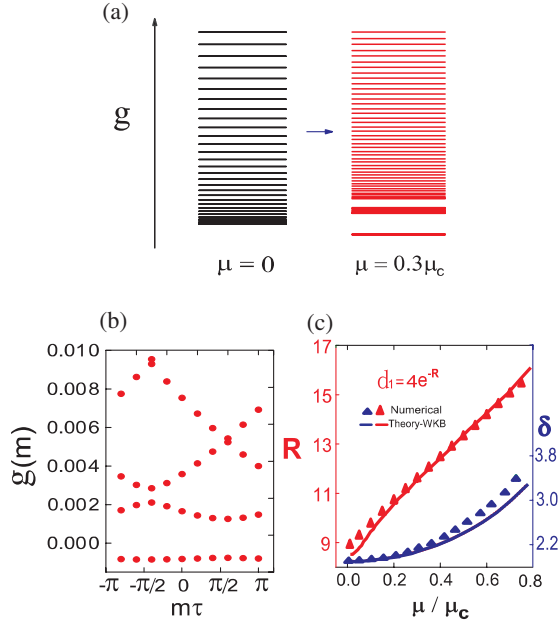 (a)
g
μ = 0
μ = 0.3μc
(b)
0.010
0.008
0.006
0.004
0.002
0.000
g(m)
-π -π/2 0 π/2 π
mτ
(c)
17
15
13
11
9
R
d1=4e-R
Numerical
Theory-WKB
δ
3.8
3.0
2.2
0.0 0.2 0.4 0.6 0.8
μ / μc